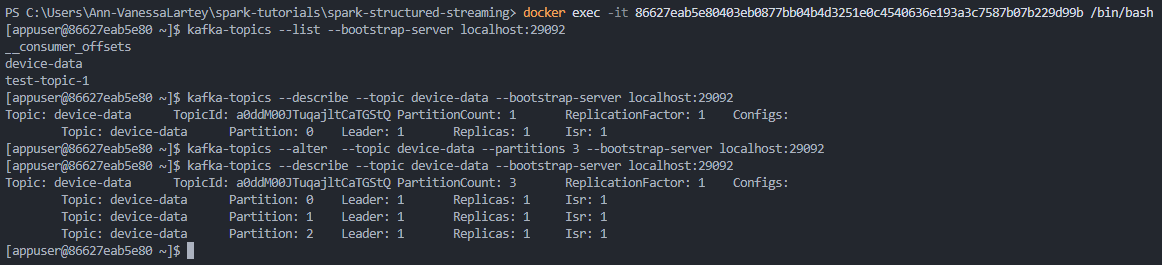 PS C:\Users\Ann-VanessaLartey\spark-tutorials\spark-structured-streaming> docker exec -it 86627eab5e80403eb0877bb04b4d3251e0c4540636e193a3c7587b07b229d99b /bin/bash
[appuser@86627eab5e80 ~]$ kafka-topics --list --bootstrap-server localhost:29092
__consumer_offsets
device-data
test-topic-1
[appuser@86627eab5e80 ~]$ kafka-topics --describe --topic device-data --bootstrap-server localhost:29092
Topic: device-data      TopicId: a0ddM00JTuqajltCaTGStQ PartitionCount: 1       ReplicationFactor: 1    Configs:
        Topic: device-data      Partition: 0    Leader: 1       Replicas: 1     Isr: 1
[appuser@86627eab5e80 ~]$ kafka-topics --alter  --topic device-data --partitions 3 --bootstrap-server localhost:29092
[appuser@86627eab5e80 ~]$ kafka-topics --describe --topic device-data --bootstrap-server localhost:29092
Topic: device-data      TopicId: a0ddM00JTuqajltCaTGStQ PartitionCount: 3       ReplicationFactor: 1    Configs:
        Topic: device-data      Partition: 0    Leader: 1       Replicas: 1     Isr: 1
        Topic: device-data      Partition: 1    Leader: 1       Replicas: 1     Isr: 1
        Topic: device-data      Partition: 2    Leader: 1       Replicas: 1     Isr: 1
[appuser@86627eab5e80 ~]$